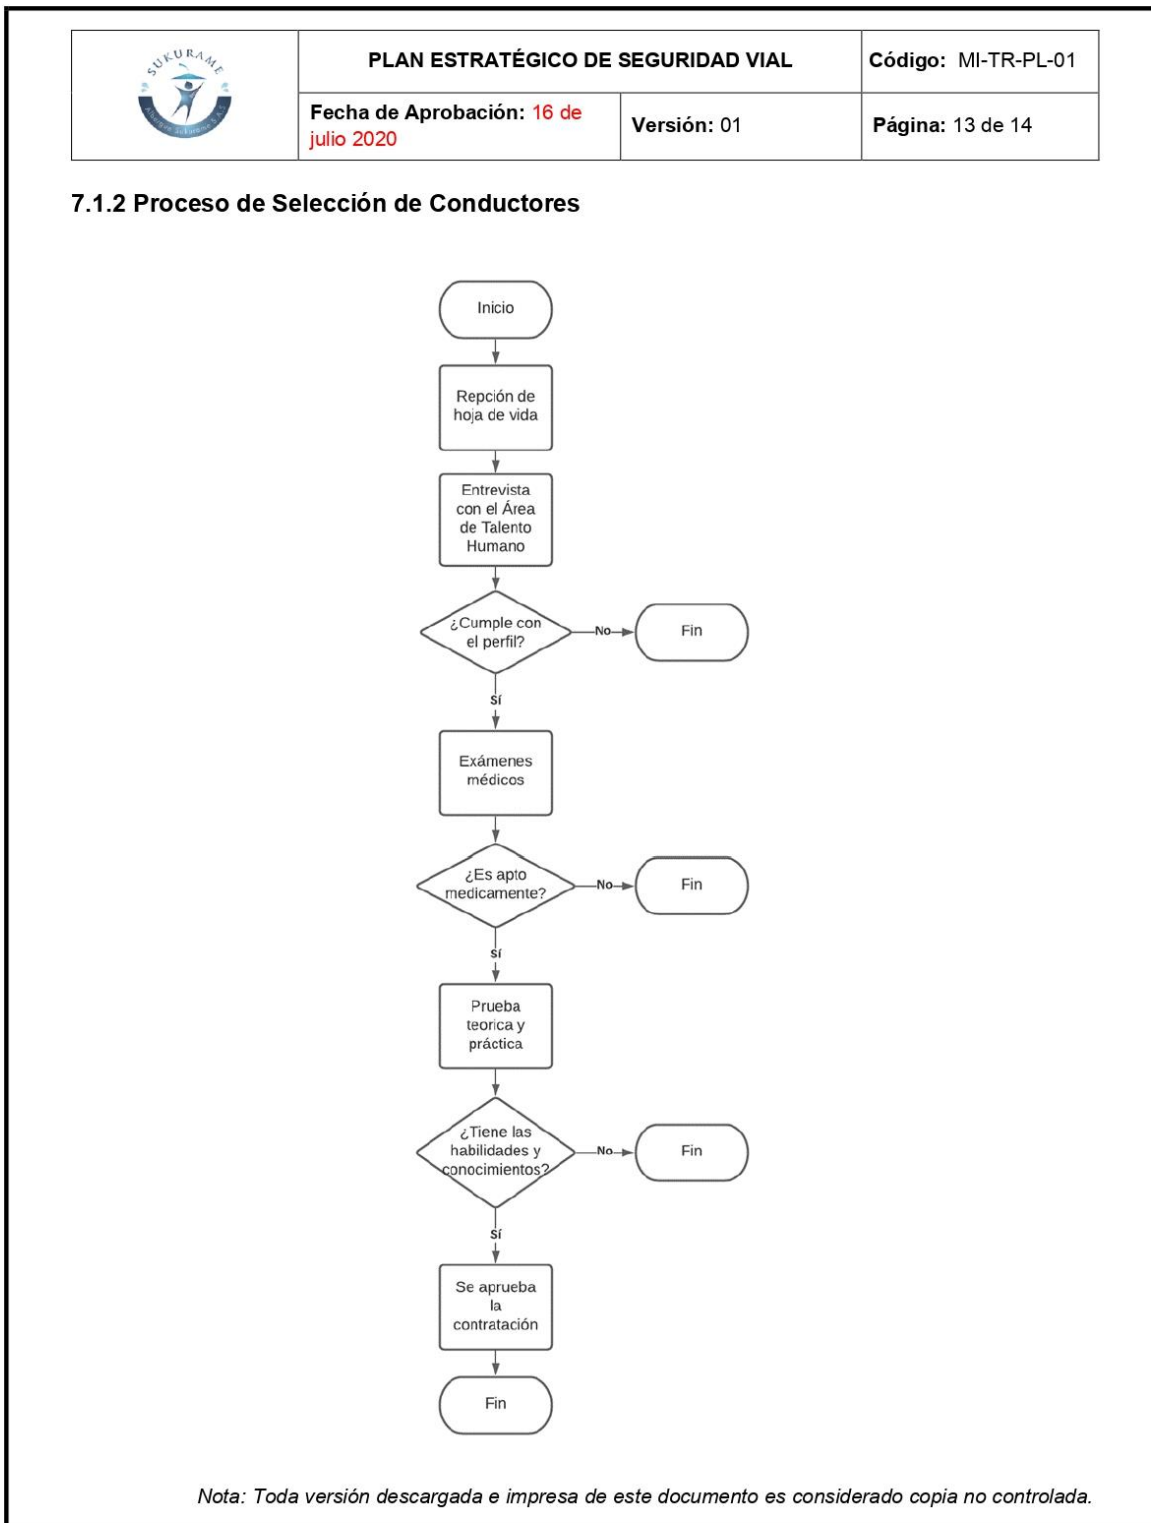 SUKURAME
PLAN ESTRATÉGICO DE SEGURIDAD VIAL
Código: MI-TR-PL-01
Fecha de Aprobación: 16 de
julio 2020
Versión: 01
Página: 13 de 14
7.1.2 Proceso de Selección de Conductores
Inicio
Repción de
hoja de vida
Entrevista
con el Área
de Talento
Humano
¿Cumple con
el perfil?
No
Fin
Sí
Exámenes
médicos
¿Es apto
medicamente?
No
Fin
Sí
Prueba
teorica y
práctica
¿Tiene las
habilidades y
conocimientos?
No
Fin
Sí
Se aprueba
la
contratación
Fin
Nota: Toda versión descargada e impresa de este documento es considerado copia no controlada.